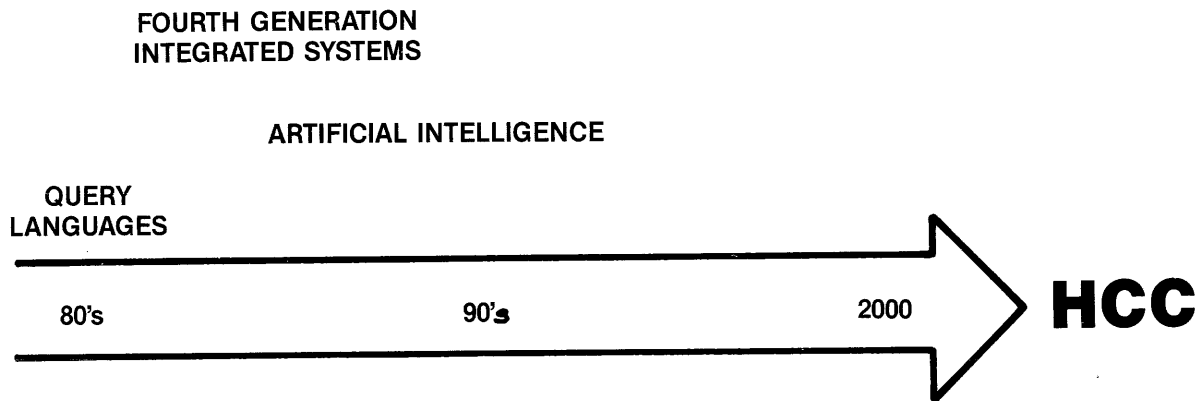 FOURTH GENERATION
INTEGRATED SYSTEMS
ARTIFICIAL INTELLIGENCE
QUERY
LANGUAGES
80's
90's
2000
HCC